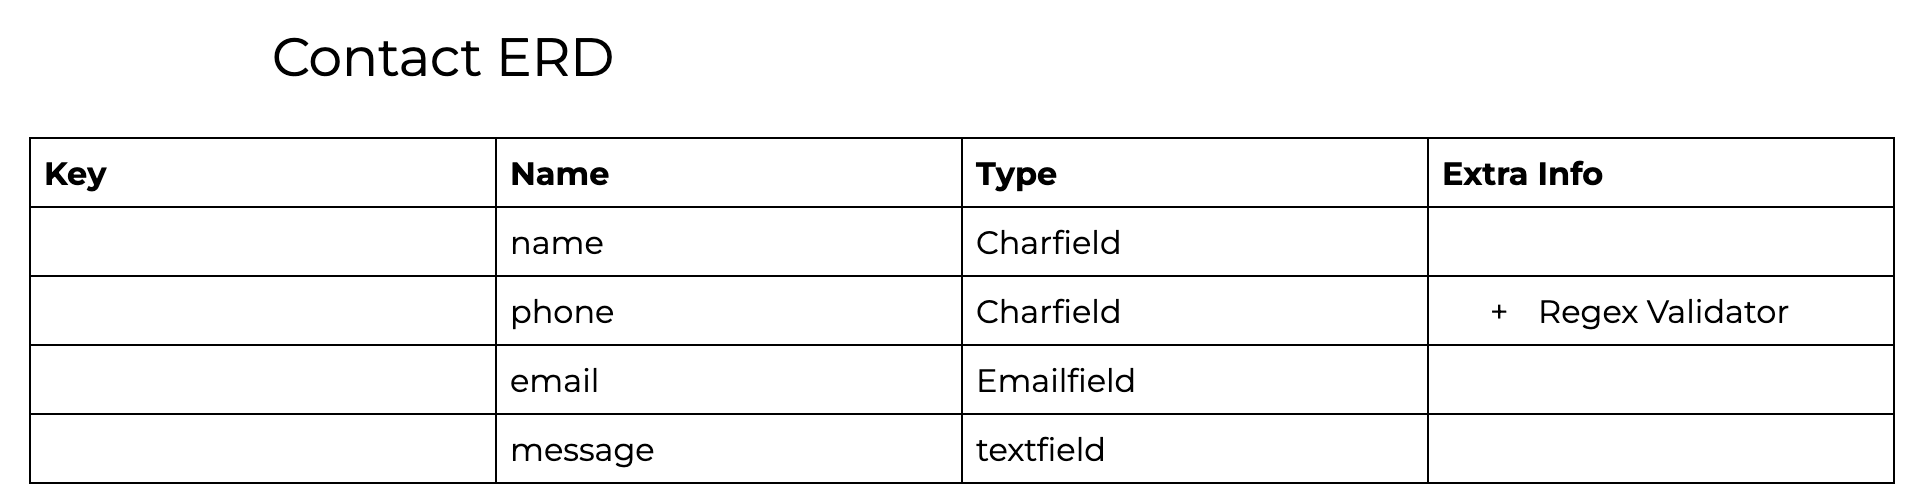 Contact ERD
Key Name Type Extra Info
name Charfield
phone Charfield + Regex Validator
email Emailfield
message textfield